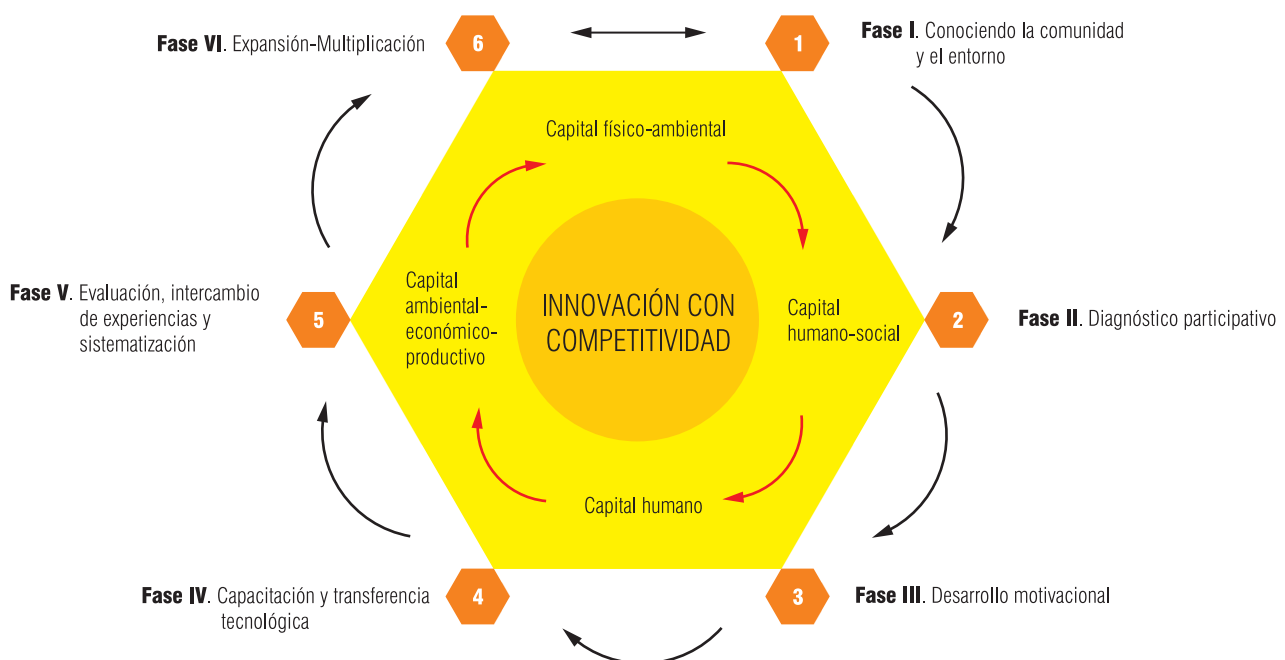 Fase VI. Expansión-Multiplicación
6
1
Fase I. Conociendo la comunidad
y el entorno
Capital físico-ambiental
Fase V. Evaluación, intercambio
de experiencias y
sistematización
5
Capital
ambiental-
económico-
productivo
INNOVACIÓN CON
COMPETITIVIDAD
Capital
humano-social
2
Fase II. Diagnóstico participativo
Capital humano
Fase IV. Capacitación y transferencia
tecnológica
4
3
Fase III. Desarrollo motivacional